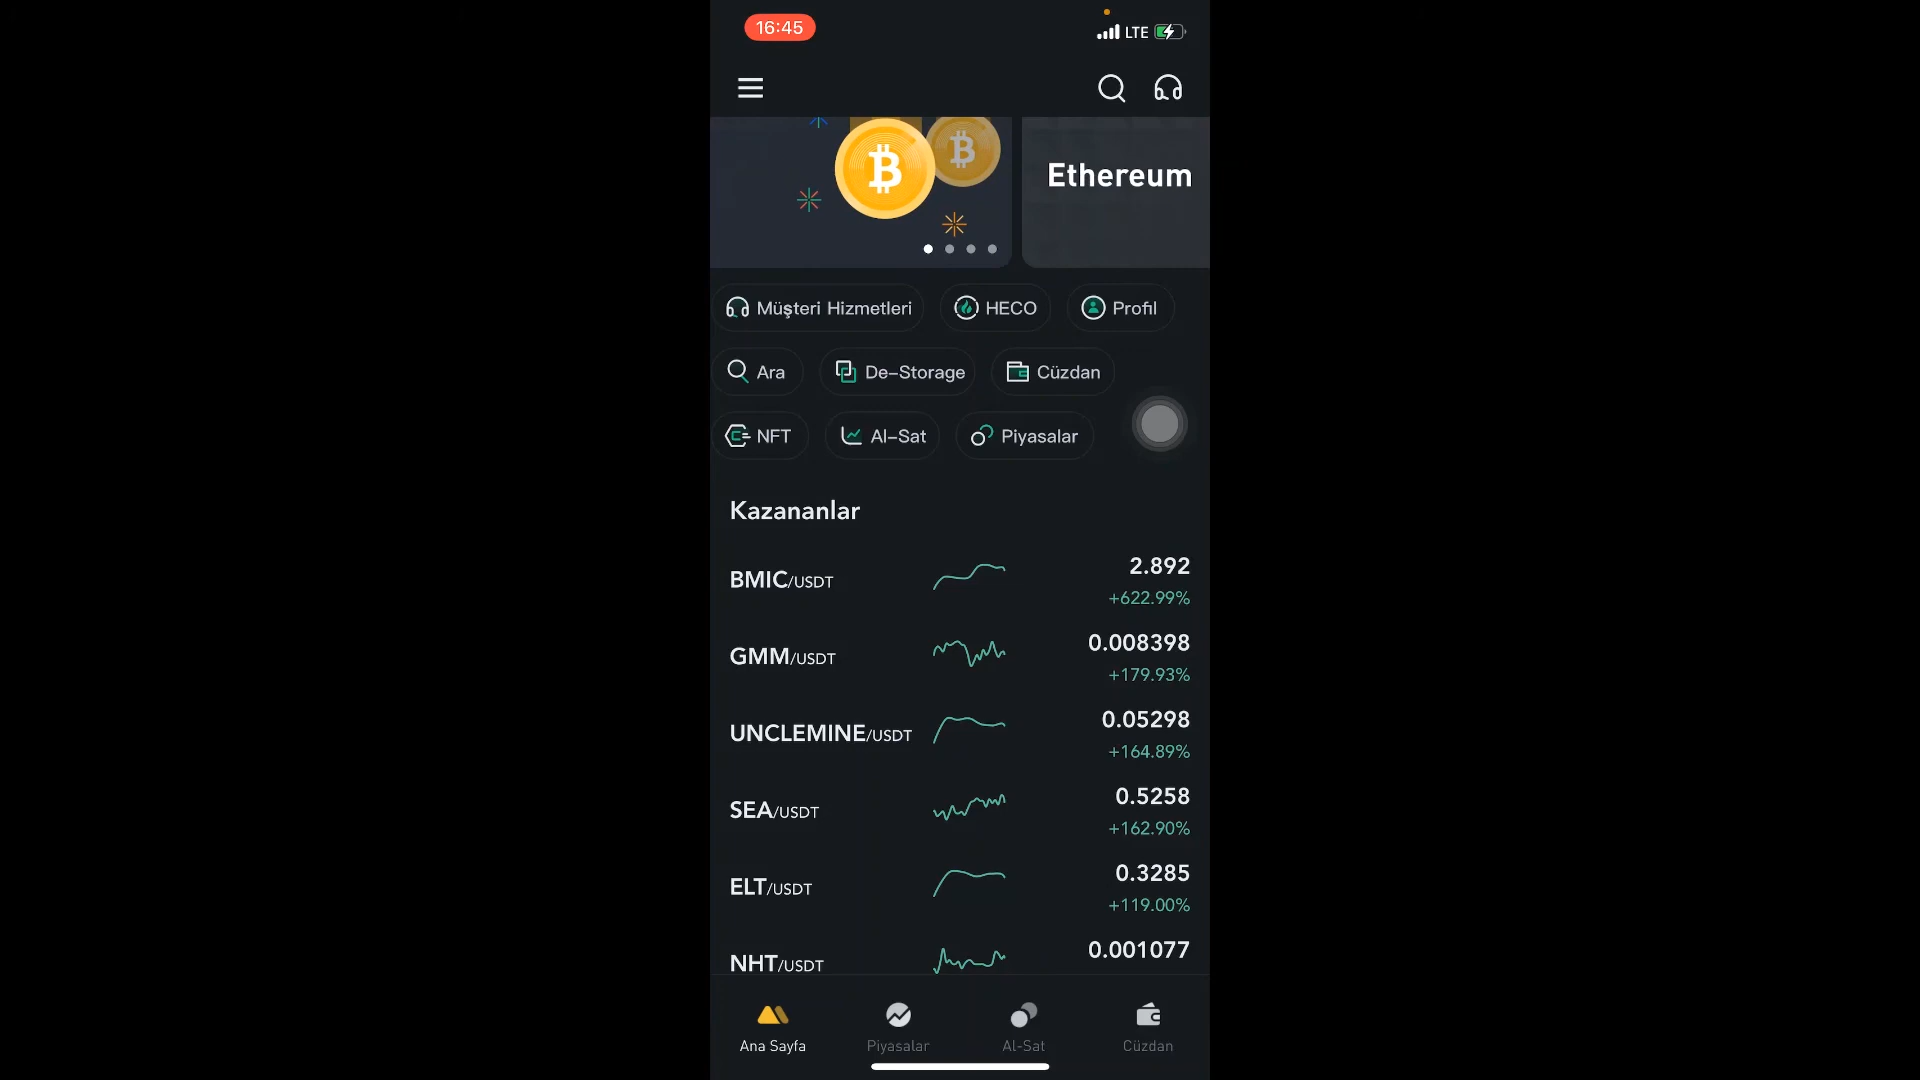 16:45
LTE
Ethereum
Müşteri Hizmetleri
HECO
Profil
Ara
De-Storage
Cüzdan
NFT
Al-Sat
Piyasalar
Kazananlar
BMIC/USDT
2.892
+622.99%
GMM/USDT
0.008398
+179.93%
UNCLEMINE/USDT
0.05298
+164.89%
SEA/USDT
0.5258
+162.90%
ELT/USDT
0.3285
+119.00%
NHT/USDT
0.001077
Ana Sayfa
Piyasalar
Al-Sat
Cüzdan